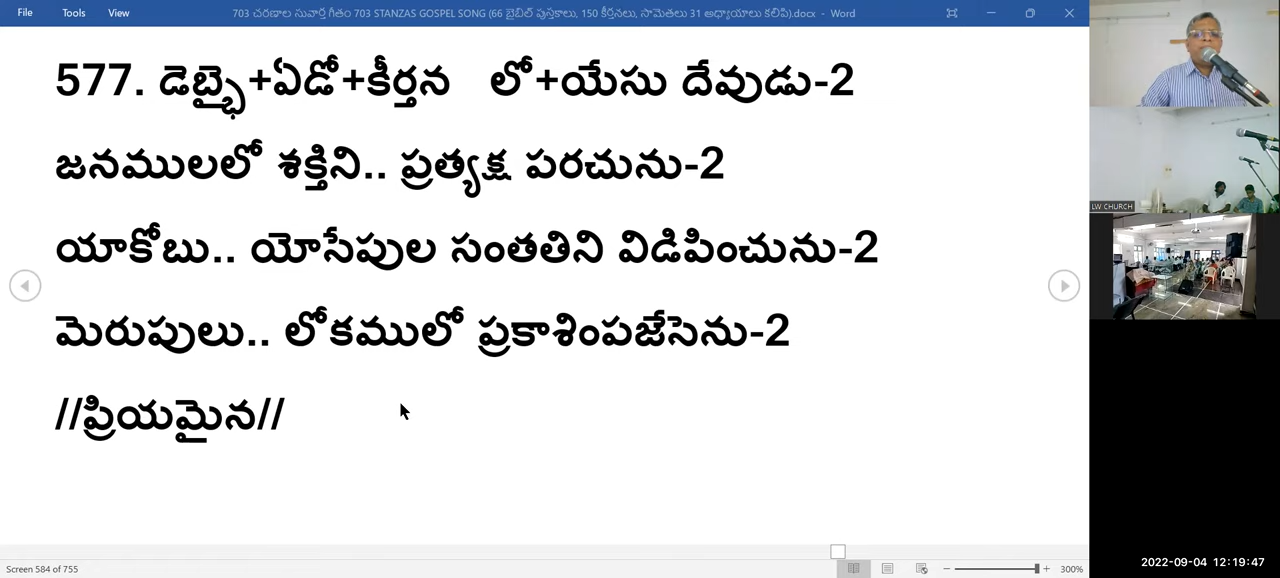 File Tools View 703 చరణాల సువార్త గీతం 703 STANZAS GOSPEL SONG (66 బైబిల్ పుస్తకాలు, 150 కీర్తనలు, సామెతలు 31 అధ్యాయాలు కలిపి).docx - Word
577. డెబ్భై+ఏడో+కీర్తన లో+యేసు దేవుడు-2
జనములలో శక్తిని.. ప్రత్యక్ష పరచును-2
యాకోబు.. యోసేపుల సంతతిని విడిపించును-2
మెరుపులు.. లోకములో ప్రకాశింపజేసెను-2
//ప్రియమైన//
LW CHURCH
2022-09-04 12:19:47
Screen 584 of 755
300%